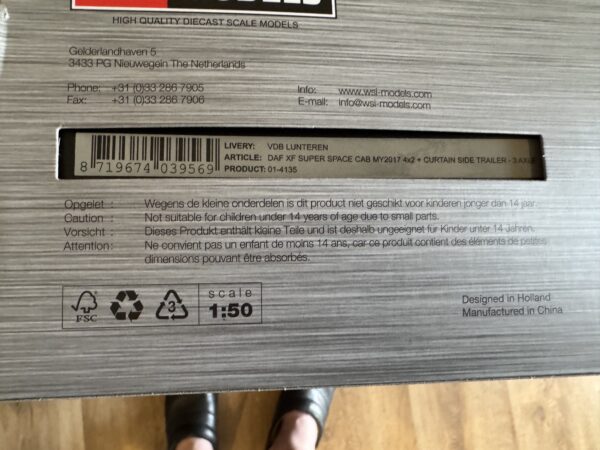 MODELS
HIGH QUALITY DIECAST SCALE MODELS
Gelderlandhaven 5
3433 PG Nieuwegein The Netherlands
Phone: +31 (0)33 286 7905
Fax: +31 (0)33 286 7906
Info: www.wsi-models.com
E-mail: info@wsi-models.com
8 719674 039569
LIVERY: VDB LUNTEREN
ARTICLE: DAF XF SUPER SPACE CAB MY2017 4x2 + CURTAIN SIDE TRAILER - 3 AXLE
PRODUCT: 01-4135
Opgelet : Wegens de kleine onderdelen is dit product niet geschikt voor kinderen jonger dan 14 jaar.
Caution : Not suitable for children under 14 years of age due to small parts.
Vorsicht : Dieses Produkt enthält kleine Teile und ist deshalb ungeeignet für Kinder unter 14 Jahren.
Attention: Ne convient pas un enfant de moins 14 ans, car ce produit contient des éléments de petites
dimensions pouvant être absorbés.
FSC
3
scale
1:50
Designed in Holland
Manufactured in China